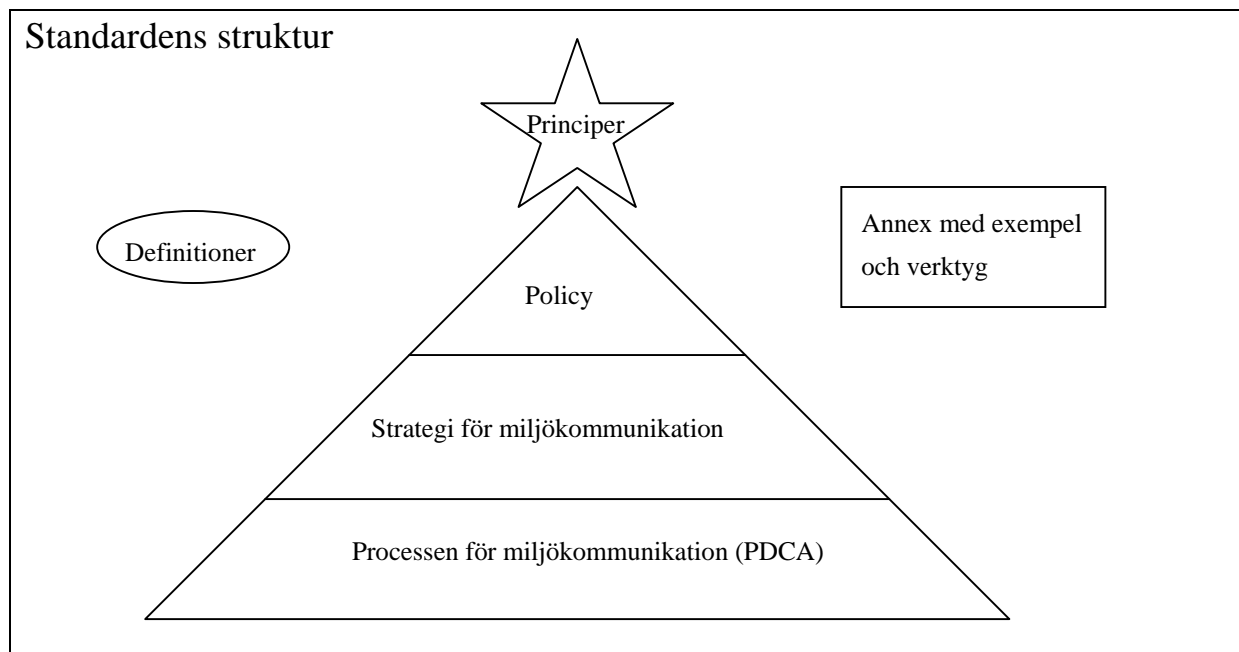 Standardens struktur
Principer
Definitioner
Annex med exempel
och verktyg
Policy
Strategi för miljökommunikation
Processen för miljökommunikation (PDCA)